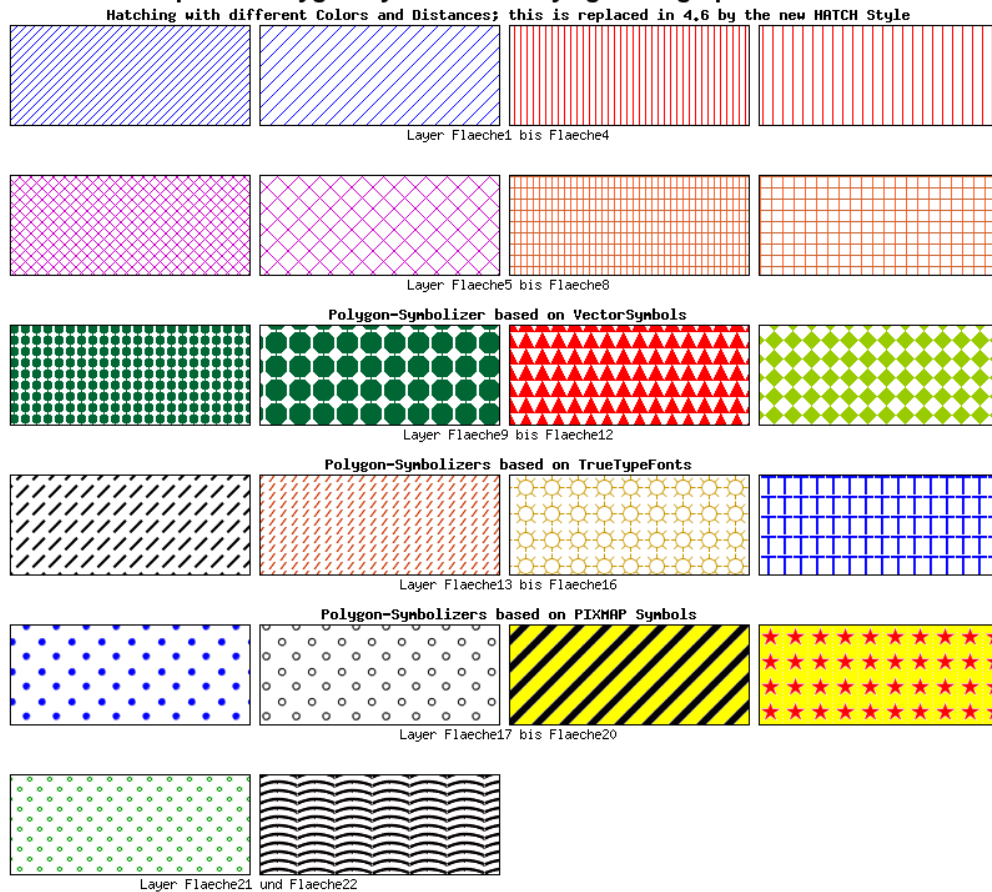 Hatching with different Colors and Distances; this is replaced in 4.6 by the new HATCH Style
Layer Flaeche1 bis Flaeche4
Layer Flaeche5 bis Flaeche8
Polygon-Symbolizer based on VectorSymbols
Layer Flaeche9 bis Flaeche12
Polygon-Symbolizers based on TrueTypeFonts
Layer Flaeche13 bis Flaeche16
Polygon-Symbolizers based on PIXMAP Symbols
Layer Flaeche17 bis Flaeche20
Layer Flaeche21 und Flaeche22